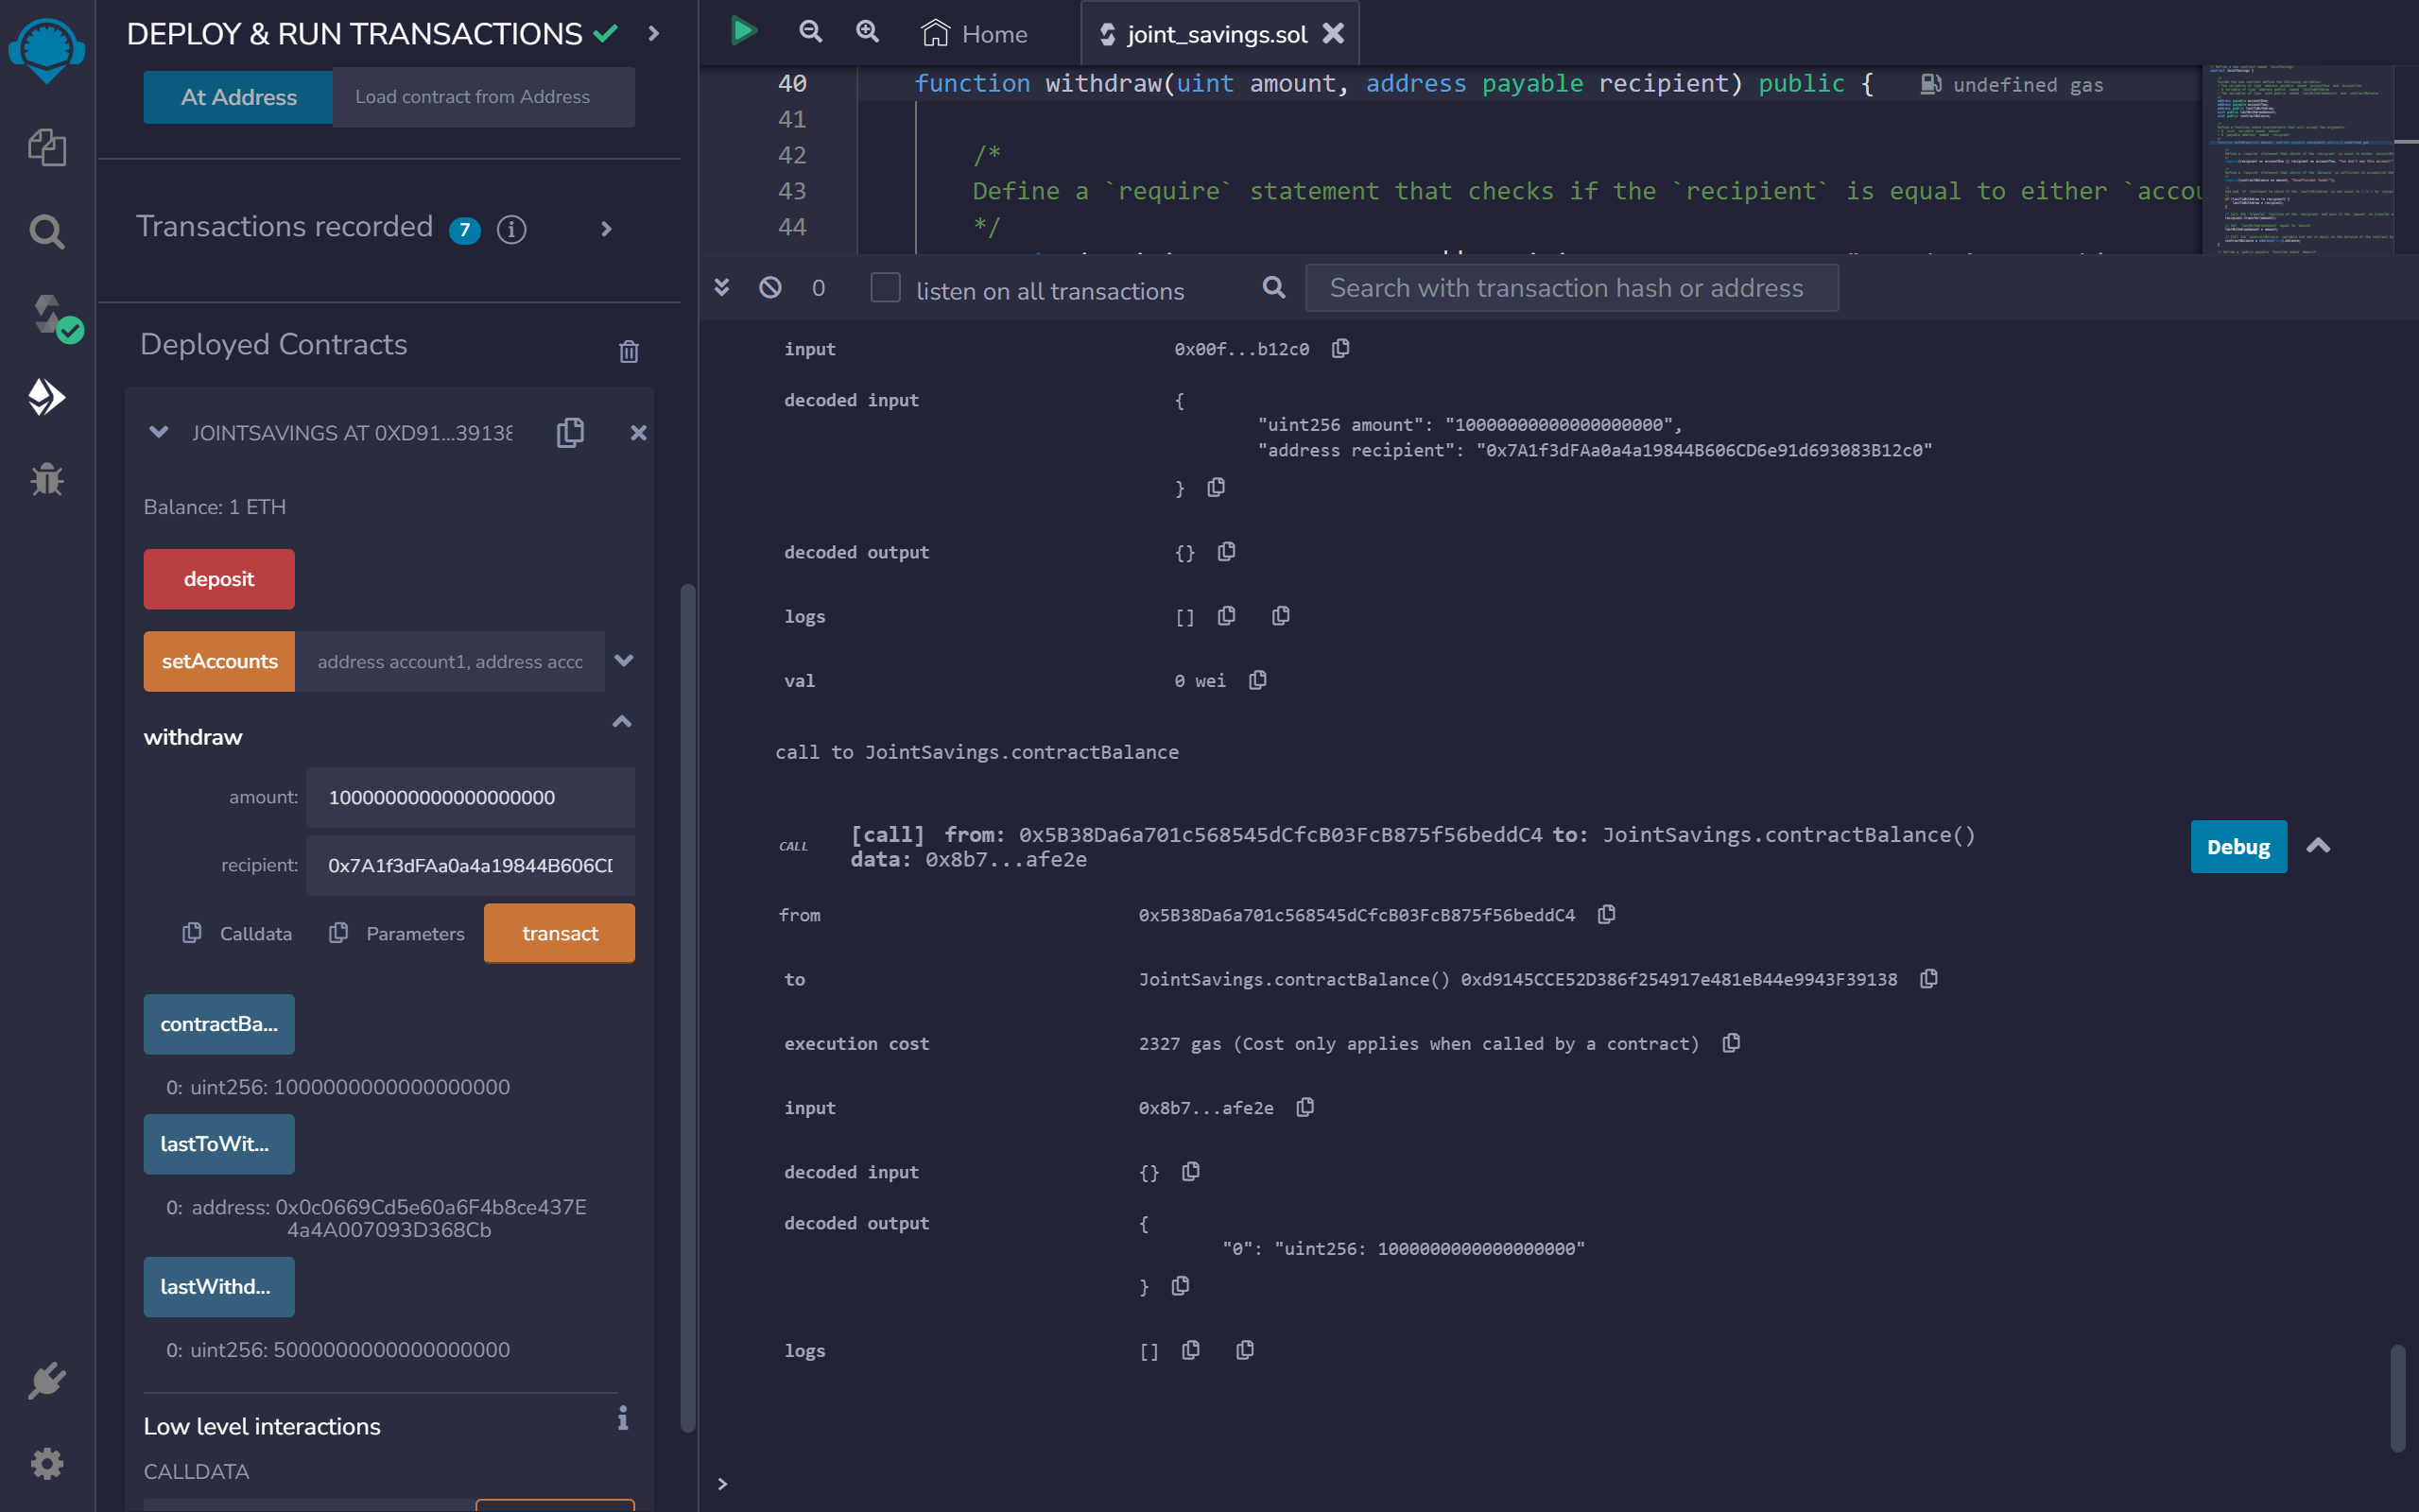 DEPLOY & RUN TRANSACTIONS
At Address
Load contract from Address
Transactions recorded 7
Deployed Contracts
JOINTSAVINGS AT 0XD91...39138
Balance: 1 ETH
deposit
setAccounts
address account1, address acc
withdraw
amount: 10000000000000000000
recipient: 0x7A1f3dFAa0a4a19844B606C
Calldata
Parameters
transact
contractBa...
0: uint256: 1000000000000000000
lastToWit...
0: address: 0x0c0669Cd5e60a6F4b8ce437E
4a4A007093D368Cb
lastWithd...
0: uint256: 5000000000000000000
Low level interactions
CALLDATA
Home
joint_savings.sol
40 function withdraw(uint amount, address payable recipient) public { undefined gas
41
42 /*
43 Define a `require` statement that checks if the `recipient` is equal to either `accou
44 */
0
listen on all transactions
Search with transaction hash or address
input 0x00f...b12c0
decoded input {
"uint256 amount": "10000000000000000000",
"address recipient": "0x7A1f3dFAa0a4a19844B606CD6e91d693083B12c0"
}
decoded output {}
logs []
val 0 wei
call to JointSavings.contractBalance
CALL [call] from: 0x5B38Da6a701c568545dCfcB03FcB875f56beddC4 to: JointSavings.contractBalance()
data: 0x8b7...afe2e
Debug
from 0x5B38Da6a701c568545dCfcB03FcB875f56beddC4
to JointSavings.contractBalance() 0xd9145CCE52D386f254917e481eB44e9943F39138
execution cost 2327 gas (Cost only applies when called by a contract)
input 0x8b7...afe2e
decoded input {}
decoded output {
"0": "uint256: 1000000000000000000"
}
logs []
>